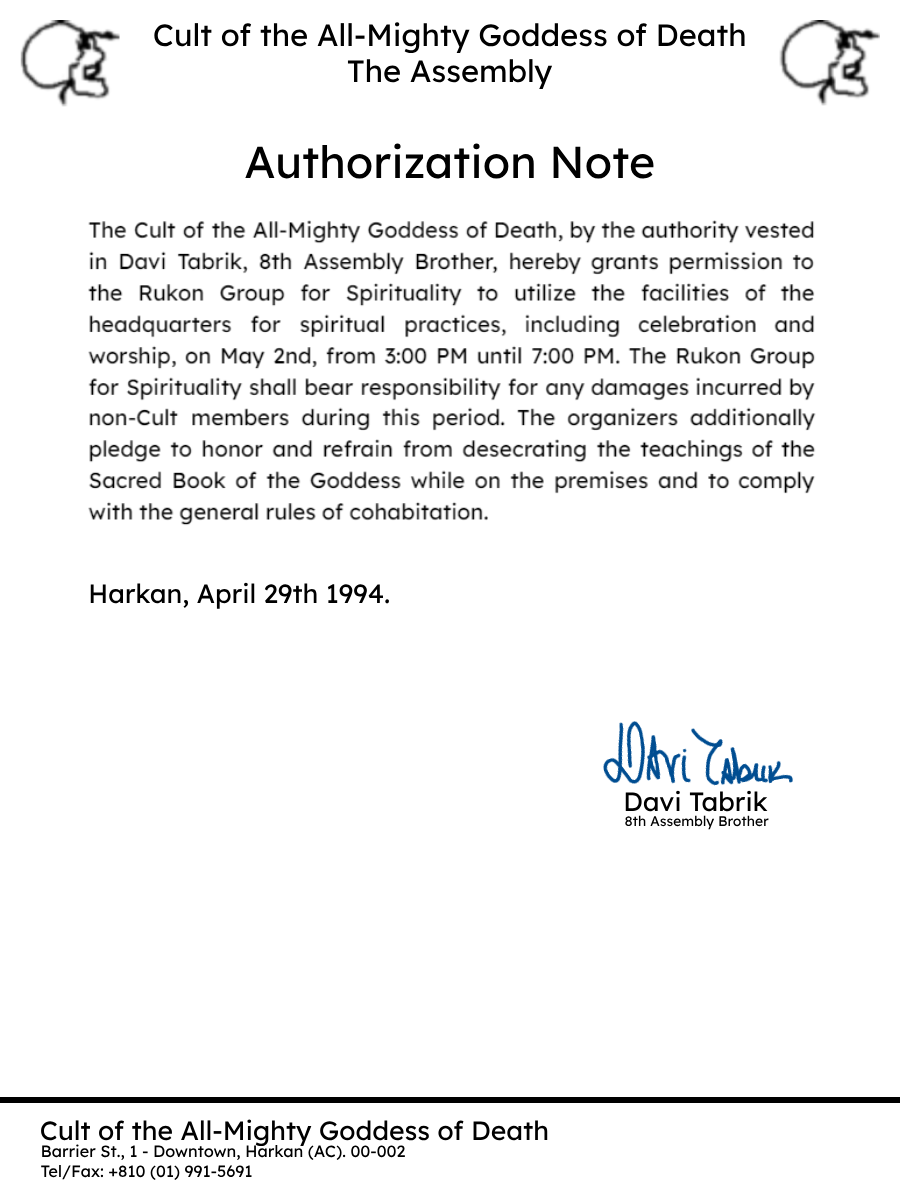 Cult of the All-Mighty Goddess of Death
The Assembly
Authorization Note
The Cult of the All-Mighty Goddess of Death, by the authority vested
in Davi Tabrik, 8th Assembly Brother, hereby grants permission to
the Rukon Group for Spirituality to utilize the facilities of the
headquarters for spiritual practices, including celebration and
worship, on May 2nd, from 3:00 PM until 7:00 PM. The Rukon Group
for Spirituality shall bear responsibility for any damages incurred by
non-Cult members during this period. The organizers additionally
pledge to honor and refrain from desecrating the teachings of the
Sacred Book of the Goddess while on the premises and to comply
with the general rules of cohabitation.
Harkan, April 29th 1994.
Davi Tabrik
Davi Tabrik
8th Assembly Brother
Cult of the All-Mighty Goddess of Death
Barrier St., 1 - Downtown, Harkan (AC). 00-002
Tel/Fax: +810 (01) 991-5691